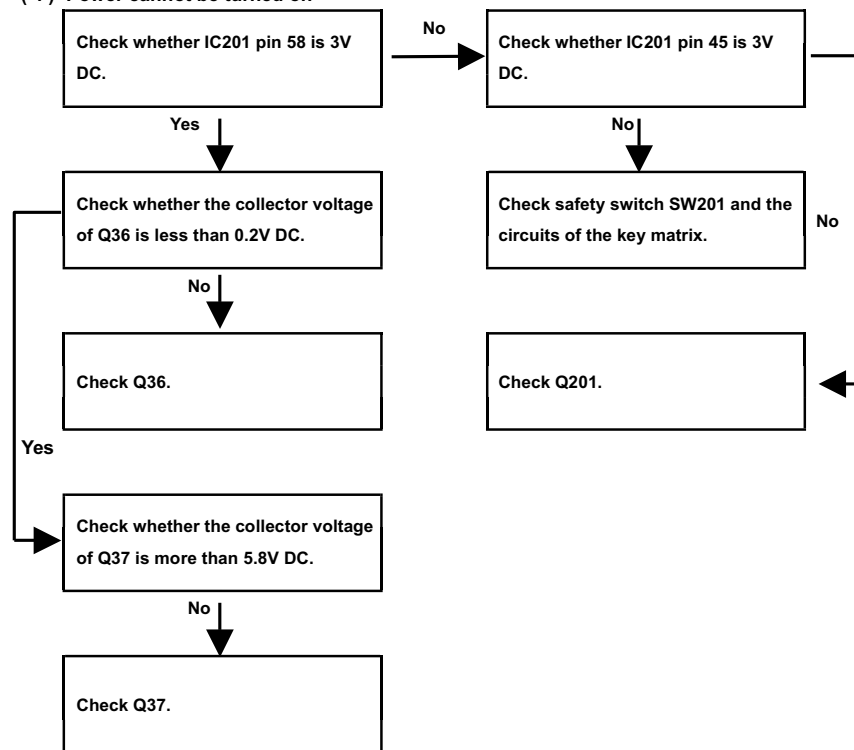 Power cannot be turned on
Check whether IC201 pin 58 is 3V
DC.
No
Check whether IC201 pin 45 is 3V
DC.
Yes
No
Check whether the collector voltage
of Q36 is less than 0.2V DC.
Check safety switch SW201 and the
circuits of the key matrix.
No
No
Check Q36.
Check Q201.
Yes
Check whether the collector voltage
of Q37 is more than 5.8V DC.
No
Check Q37.